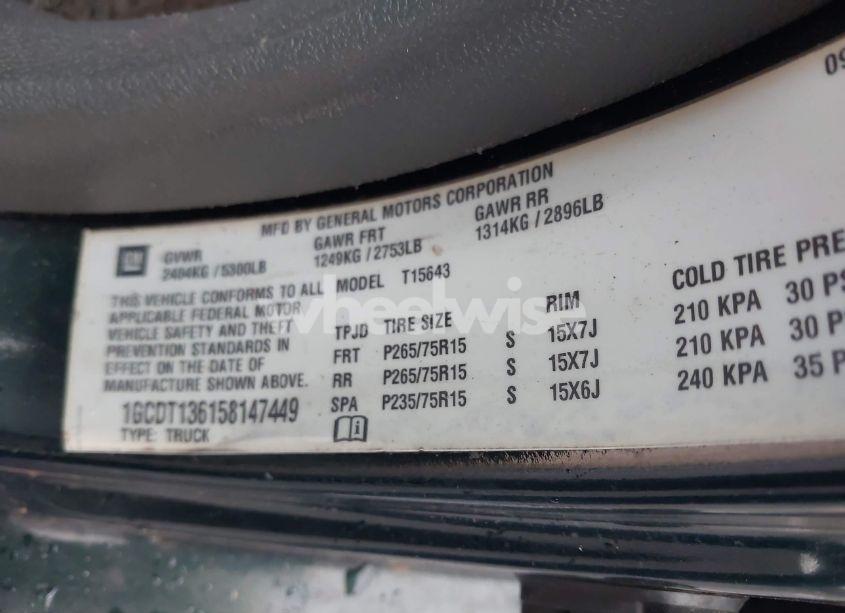 09
MFD BY GENERAL MOTORS CORPORATION
GM GVWR GAWR FRT GAWR RR
2404KG / 5300LB 1249KG / 2753LB 1314KG / 2896LB
THIS VEHICLE CONFORMS TO ALL
APPLICABLE FEDERAL MOTOR
VEHICLE SAFETY AND THEFT
PREVENTION STANDARDS IN
EFFECT ON THE DATE OF
MANUFACTURE SHOWN ABOVE.
1GCDT136158147449
TYPE: TRUCK
MODEL T15643
TPJD TIRE SIZE RIM COLD TIRE PRE
FRT P265/75R15 S 15X7J 210 KPA 30 PS
RR P265/75R15 S 15X7J 210 KPA 30 P
SPA P235/75R15 S 15X6J 240 KPA 35 P
i
wheelwise